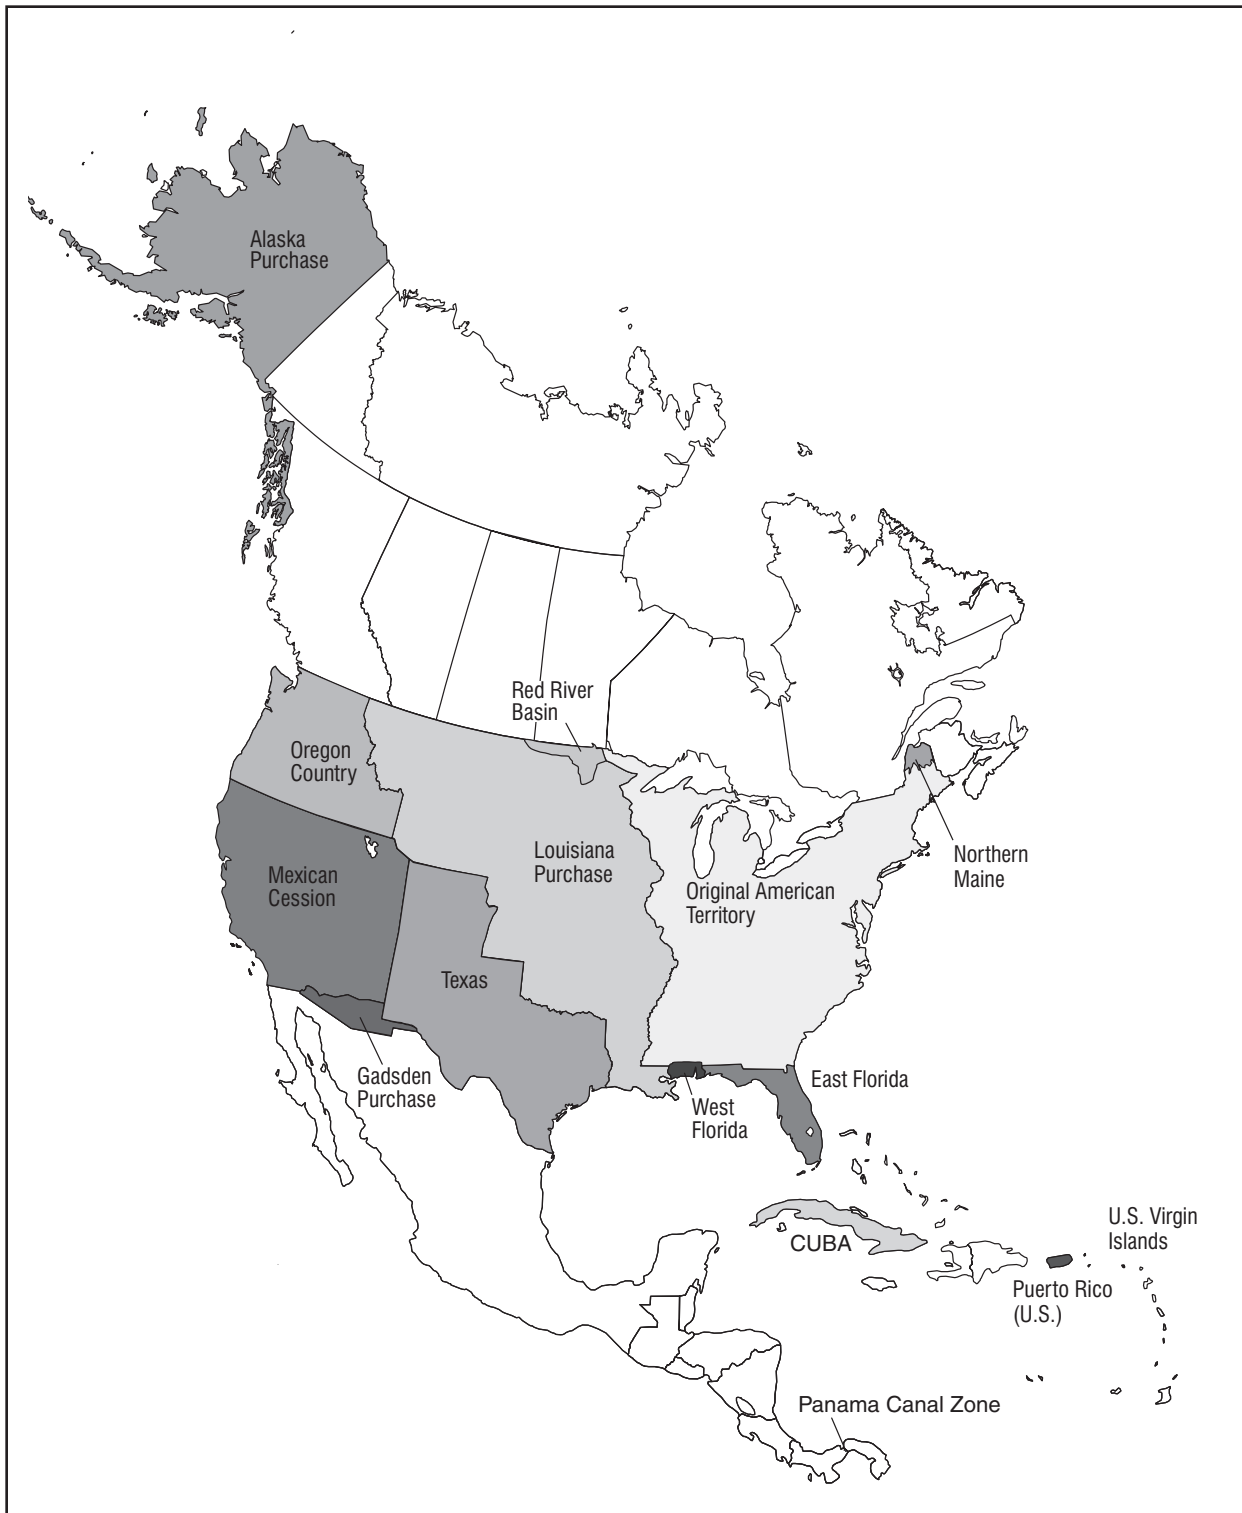 Alaska
Purchase
Red River
Basin
Oregon
Country
Louisiana
Purchase
Northern
Maine
Mexican
Cession
Original American
Territory
Texas
Gadsden
Purchase
East Florida
West
Florida
U.S. Virgin
Islands
CUBA
Puerto Rico
(U.S.)
Panama Canal Zone